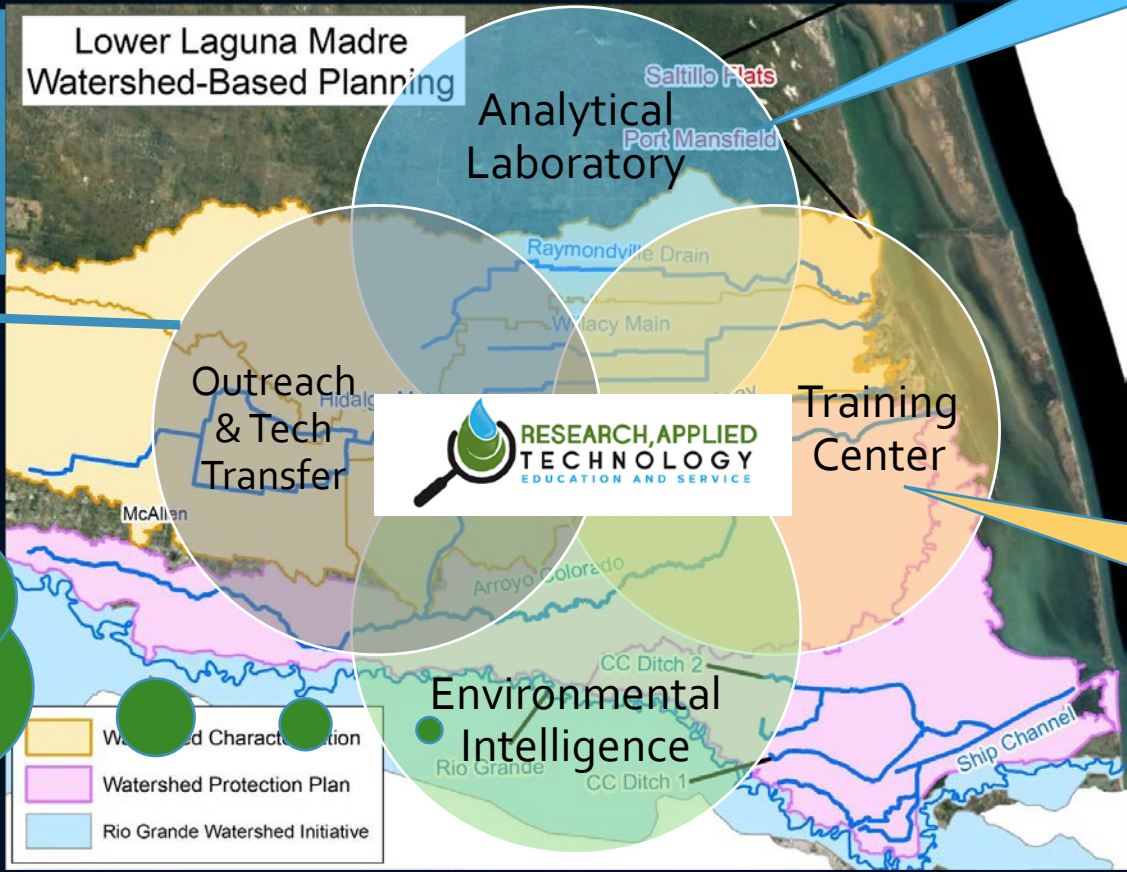 Lower Laguna Madre
Watershed-Based Planning
Saltillo Flats
Analytical
Laboratory
Port Mansfield
Raymondville Drain
Willacy Main
Outreach
& Tech
Transfer
Training
Center
RESEARCH, APPLIED
TECHNOLOGY
EDUCATION AND SERVICE
McAllen
Arroyo Colorado
CC Ditch 2
Environmental
Intelligence
Rio Grande
CC Ditch 1
Ship Channel
Watershed Protection Plan
Rio Grande Watershed Initiative